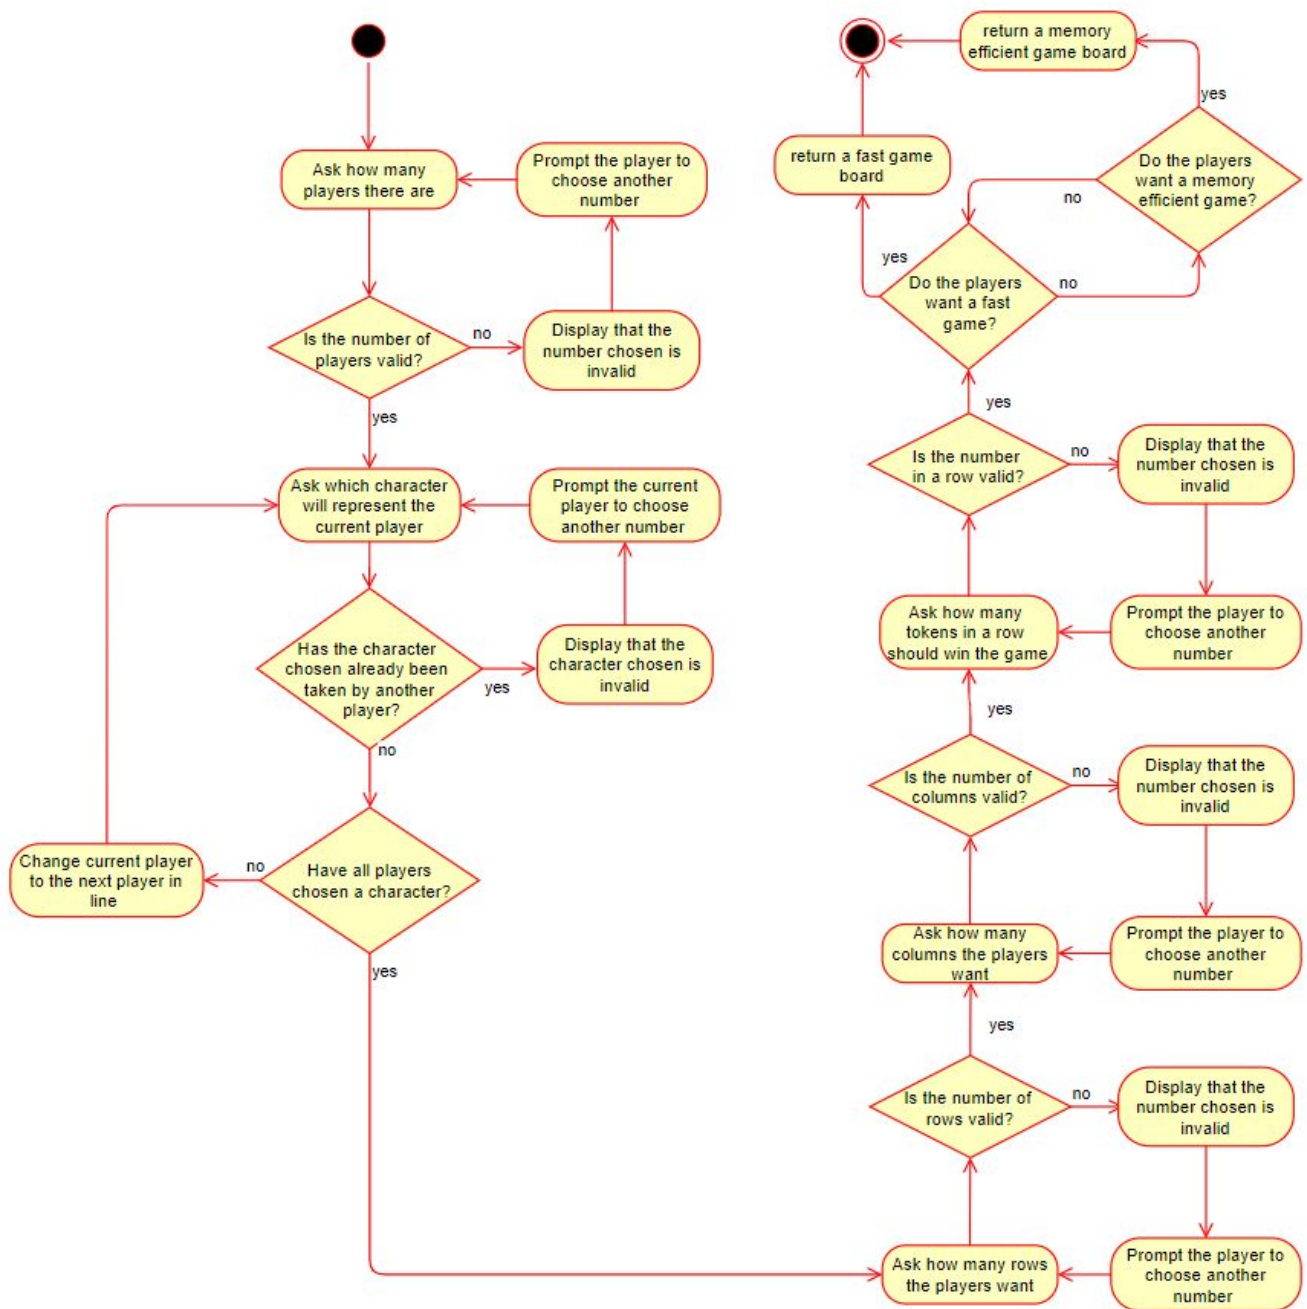 Ask how many
players there are
Prompt the player to
choose another
number
Is the number of
players valid?
no
Display that the
number chosen is
invalid
yes
Ask which character
will represent the
current player
Prompt the current
player to choose
another number
Has the character
chosen already been
taken by another
player?
yes
Display that the
character chosen is
invalid
no
Have all players
chosen a character?
no
Change current player
to the next player in
line
yes
Ask how many rows
the players want
Prompt the player to
choose another
number
Is the number of
rows valid?
no
Display that the
number chosen is
invalid
yes
Ask how many
columns the players
want
Prompt the player to
choose another
number
Is the number of
columns valid?
no
Display that the
number chosen is
invalid
yes
Ask how many
tokens in a row
should win the game
Prompt the player to
choose another
number
Is the number
in a row valid?
no
Display that the
number chosen is
invalid
yes
Do the players
want a fast
game?
no
yes
return a fast game
board
Do the players
want a memory
efficient game?
no
yes
return a memory
efficient game board